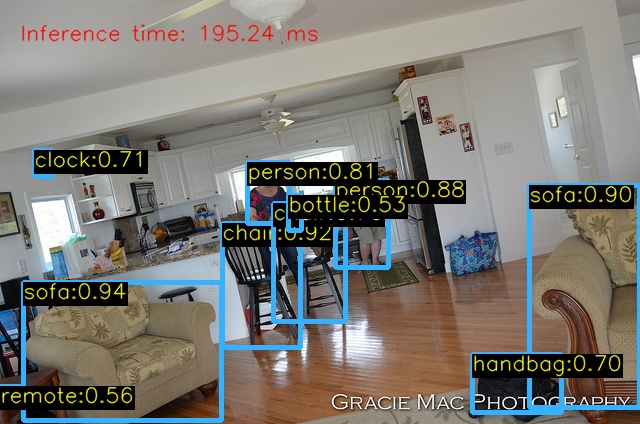 Inference time: 195.24 ms
clock:0.71
person:0.81
person:0.88
bottle:0.53
sofa:0.90
chair:0.92
sofa:0.94
handbag:0.70
remote:0.56
GRACIE MAC PHOTOGRAPHY